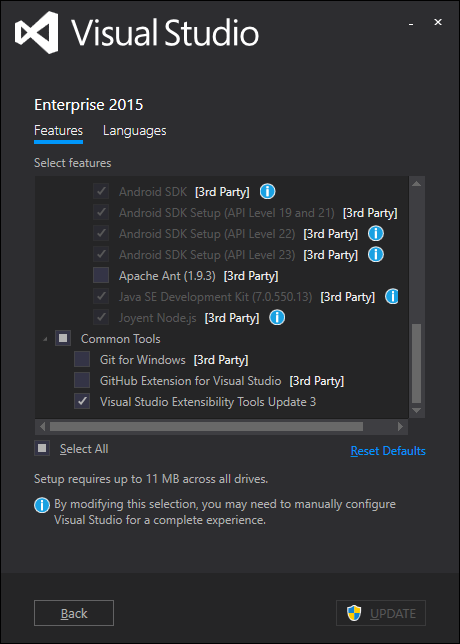 Visual Studio
Enterprise 2015
Features Languages
Select features
Android SDK [3rd Party]
Android SDK Setup (API Level 19 and 21) [3rd Party]
Android SDK Setup (API Level 22) [3rd Party]
Android SDK Setup (API Level 23) [3rd Party]
Apache Ant (1.9.3) [3rd Party]
Java SE Development Kit (7.0.550.13) [3rd Party]
Joyent Node.js [3rd Party]
Common Tools
Git for Windows [3rd Party]
GitHub Extension for Visual Studio [3rd Party]
Visual Studio Extensibility Tools Update 3
Select All Reset Defaults
Setup requires up to 11 MB across all drives.
By modifying this selection, you may need to manually configure
Visual Studio for a complete experience.
Back UPDATE